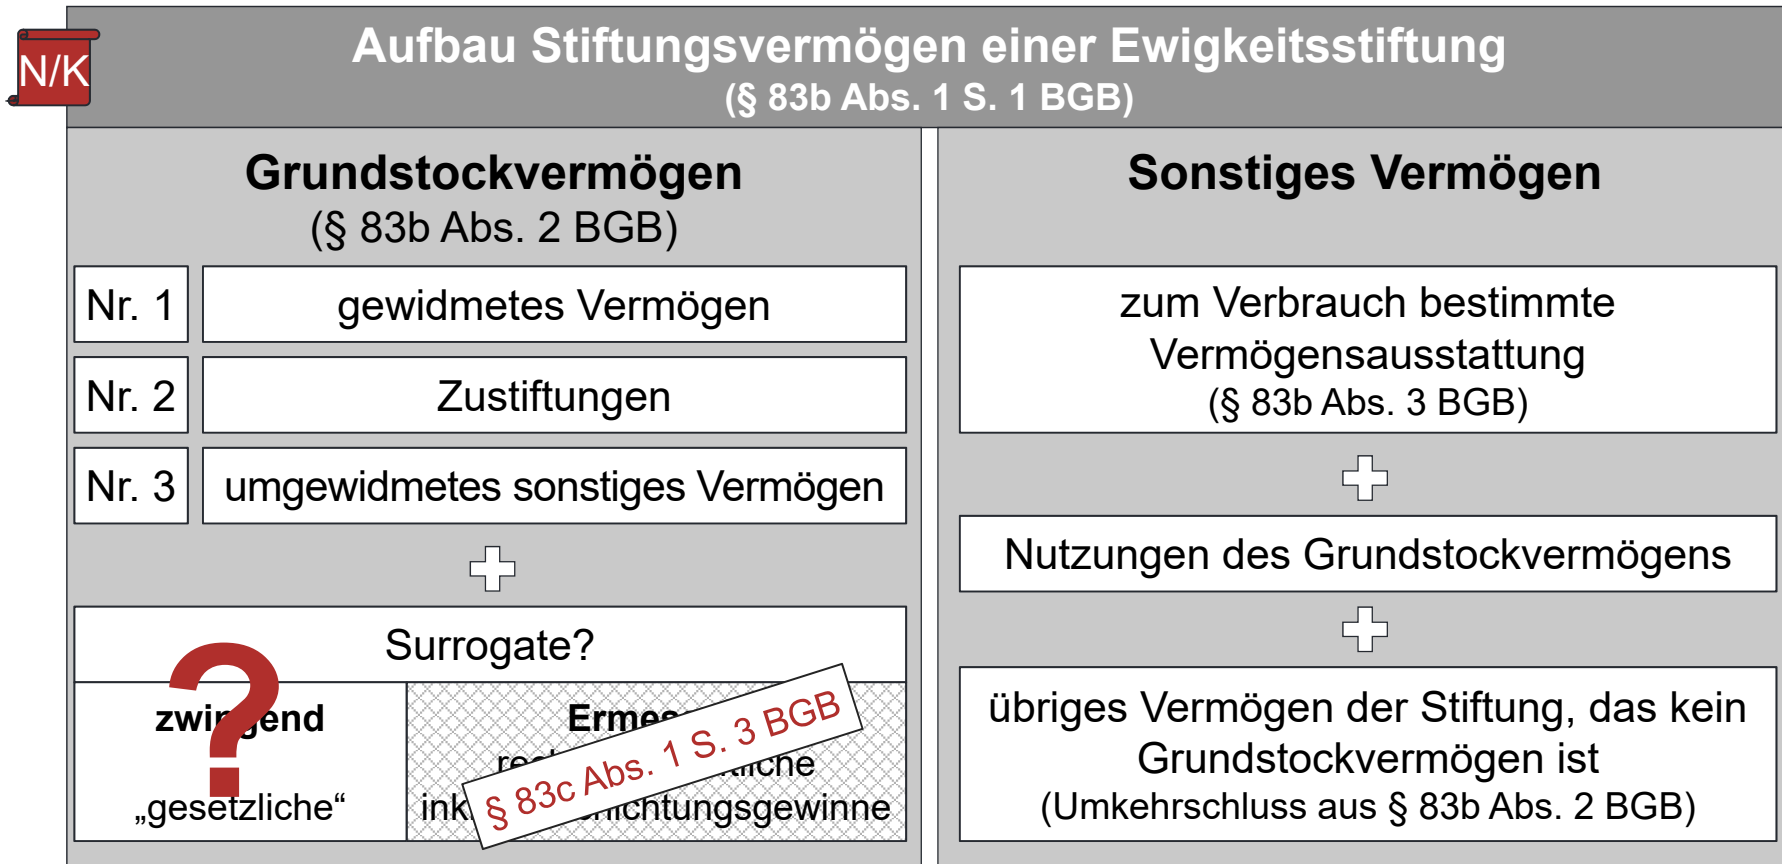 N/K
Aufbau Stiftungsvermögen einer Ewigkeitsstiftung
(§ 83b Abs. 1 S. 1 BGB)
Grundstockvermögen
(§ 83b Abs. 2 BGB)
Nr. 1 gewidmetes Vermögen
Nr. 2 Zustiftungen
Nr. 3 umgewidmetes sonstiges Vermögen
Surrogate?
?
zwingend
„gesetzliche“
§ 83c Abs. 1 S. 3 BGB
Sonstiges Vermögen
zum Verbrauch bestimmte
Vermögensausstattung
(§ 83b Abs. 3 BGB)
Nutzungen des Grundstockvermögens
übriges Vermögen der Stiftung, das kein
Grundstockvermögen ist
(Umkehrschluss aus § 83b Abs. 2 BGB)